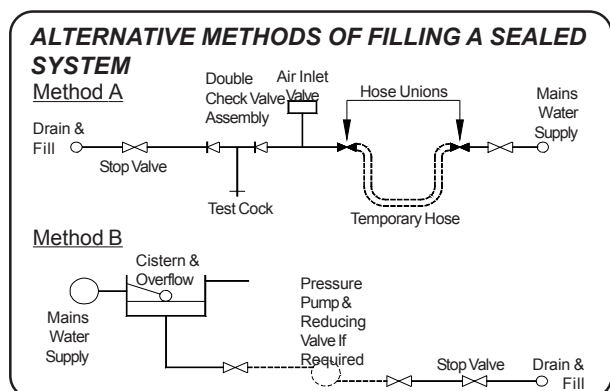 ALTERNATIVE METHODS OF FILLING A SEALED
SYSTEM
Method A
Double
Check Valve
Assembly
Air Inlet
Valve
Hose Unions
Mains
Water
Supply
Drain &
Fill
Stop Valve
Test Cock
Temporary Hose
Method B
Cistern &
Overflow
Mains
Water
Supply
Pressure
Pump &
Reducing
Valve If
Required
Stop Valve
Drain &
Fill